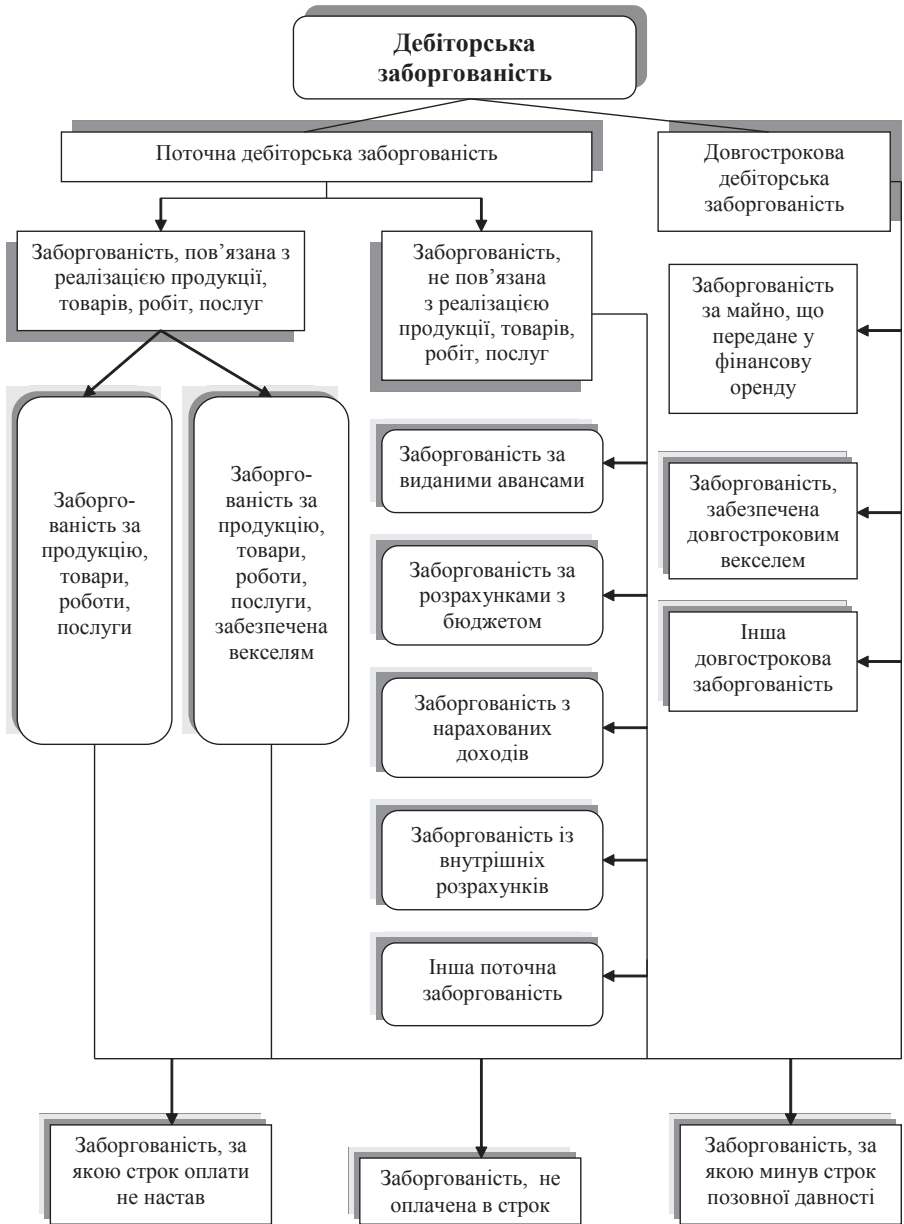 Дебіторська
заборгованість
Поточна дебіторська заборгованість
Довгострокова
дебіторська
заборгованість
Заборгованість, пов’язана з
реалізацією продукції,
товарів, робіт, послуг
Заборгованість,
не пов’язана
з реалізацією
продукції, товарів,
робіт, послуг
Заборгованість
за майно, що
передане у
фінансову
оренду
Заборго-
ваність за
продукцію,
товари,
роботи,
послуги
Заборго-
ваність за
продукцію,
товари,
роботи,
послуги,
забезпечена
векселям
Заборгованість за
виданими авансами
Заборгованість,
забезпечена
довгостроковим
векселем
Заборгованість за
розрахунками з
бюджетом
Інша
довгострокова
заборгованість
Заборгованість з
нарахованих
доходів
Заборгованість із
внутрішніх
розрахунків
Інша поточна
заборгованість
Заборгованість, за
якою строк оплати
не настав
Заборгованість, не
оплачена в строк
Заборгованість, за
якою минув строк
позовної давності